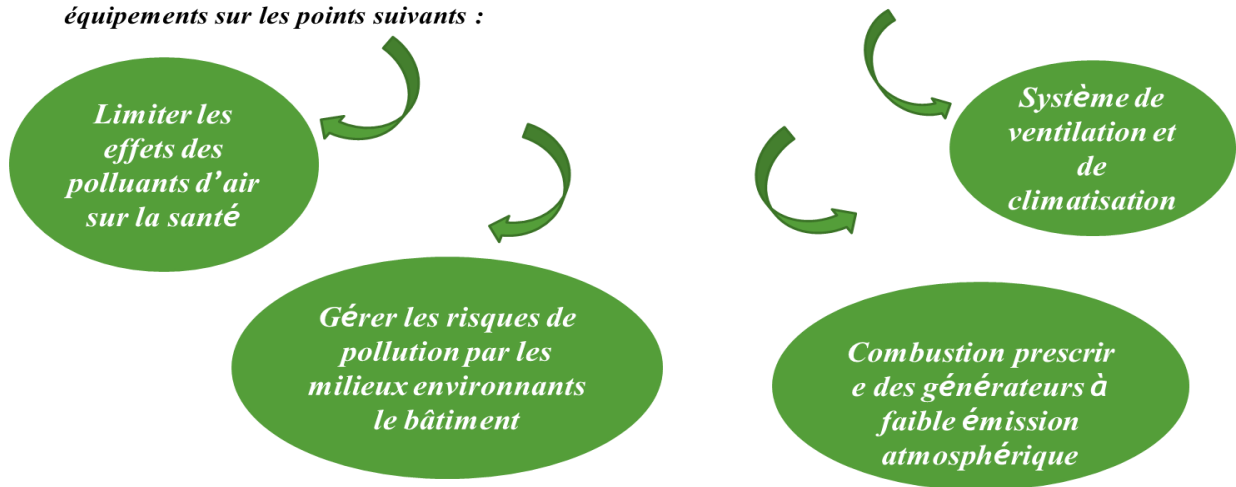 équipements sur les points suivants :
Limiter les
effets des
polluants d’air
sur la santé
Système de
ventilation et
de
climatisation
Gérer les risques de
pollution par les
milieux environnants
le bâtiment
Combustion prescrir
e des générateurs à
faible émission
atmosphérique